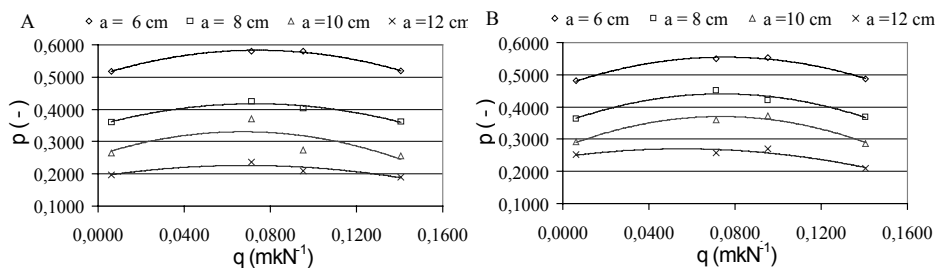 A
a = 6 cm a = 8 cm a =10 cm a =12 cm
0,6000
0,5000
0,4000
0,3000
0,2000
0,1000
p ( - )
0,0000 0,0400 0,0800 0,1200 0,1600
q (mkN-1)
B
a = 6 cm a = 8 cm a =10 cm a =12 cm
0,6000
0,5000
0,4000
0,3000
0,2000
0,1000
p ( - )
0,0000 0,0400 0,0800 0,1200 0,1600
q (mkN-1)